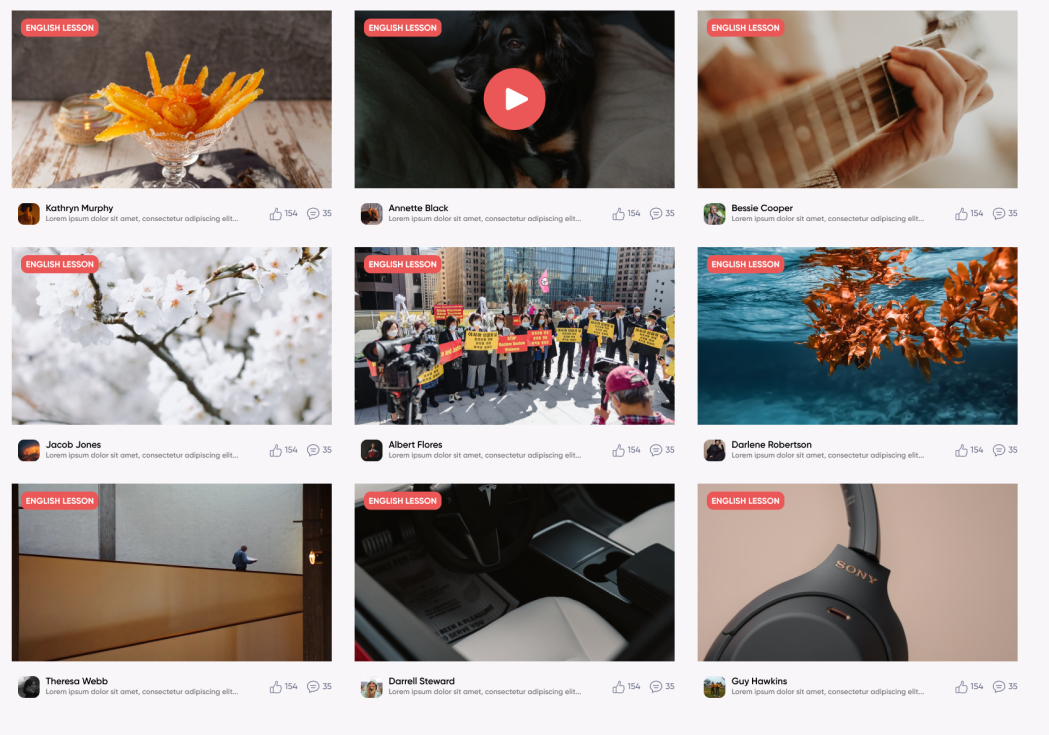 ENGLISH LESSON
ENGLISH LESSON
ENGLISH LESSON
Kathryn Murphy
Lorem ipsum dolor sit amet, consectetur adipiscing elit...
154
35
Annette Black
Lorem ipsum dolor sit amet, consectetur adipiscing elit...
154
35
Bessie Cooper
Lorem ipsum dolor sit amet, consectetur adipiscing elit...
154
35
ENGLISH LESSON
ENGLISH LESSON
ENGLISH LESSON
STOP
Jacob Jones
Lorem ipsum dolor sit amet, consectetur adipiscing elit...
154
35
Albert Flores
Lorem ipsum dolor sit amet, consectetur adipiscing elit...
154
35
Darlene Robertson
Lorem ipsum dolor sit amet, consectetur adipiscing elit...
154
35
ENGLISH LESSON
ENGLISH LESSON
ENGLISH LESSON
SONY
BEEN A PLEASURE
TO SERVE YOU
Theresa Webb
Lorem ipsum dolor sit amet, consectetur adipiscing elit...
154
35
Darrell Steward
Lorem ipsum dolor sit amet, consectetur adipiscing elit...
154
35
Guy Hawkins
Lorem ipsum dolor sit amet, consectetur adipiscing elit...
154
35